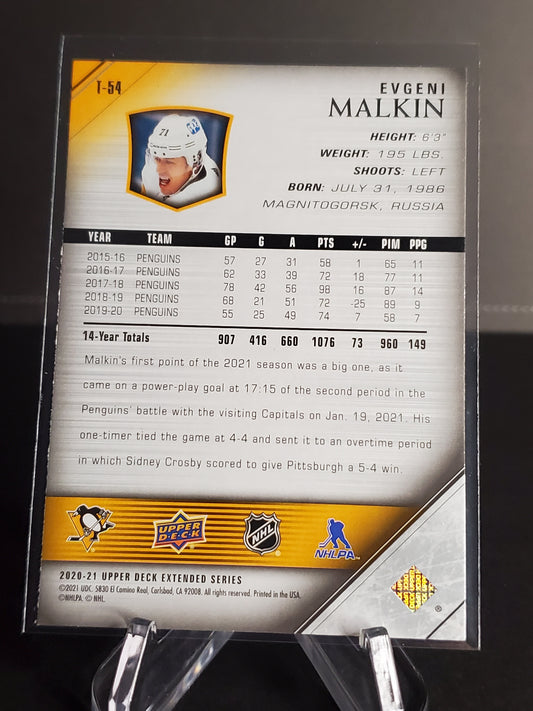 T-54
EVGENI
MALKIN
71
HEIGHT: 6'3"
WEIGHT: 195 LBS.
SHOOTS: LEFT
BORN: JULY 31, 1986
MAGNITOGORSK, RUSSIA
YEAR TEAM GP G A PTS +/- PIM PPG
2015-16 PENGUINS 57 27 31 58 1 65 11
2016-17 PENGUINS 62 33 39 72 18 77 11
2017-18 PENGUINS 78 42 56 98 16 87 14
2018-19 PENGUINS 68 21 51 72 -25 89 9
2019-20 PENGUINS 55 25 49 74 7 58 7
14-Year Totals 907 416 660 1076 73 960 149
Malkin's first point of the 2021 season was a big one, as it
came on a power-play goal at 17:15 of the second period in the
Penguins' battle with the visiting Capitals on Jan. 19, 2021. His
one-timer tied the game at 4-4 and sent it to an overtime period
in which Sidney Crosby scored to give Pittsburgh a 5-4 win.
UPPER
DECK
NHL
NHLPA
2020-21 UPPER DECK EXTENDED SERIES
©2021 UDC. 5830 El Camino Real, Carlsbad, CA 92008. All rights reserved. Printed in the USA.
©NHLPA. © NHL.
®